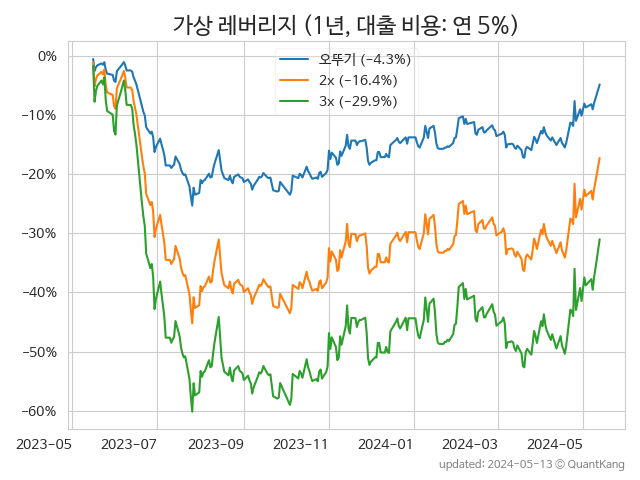 가상 레버리지 (1년, 대출 비용: 연 5%)
오뚜기 (−4.3%)
2x (−16.4%)
3x (−29.9%)
0%
−10%
−20%
−30%
−40%
−50%
−60%
2023-05 2023-07 2023-09 2023-11 2024-01 2024-03 2024-05
updated: 2024-05-13 © QuantKang